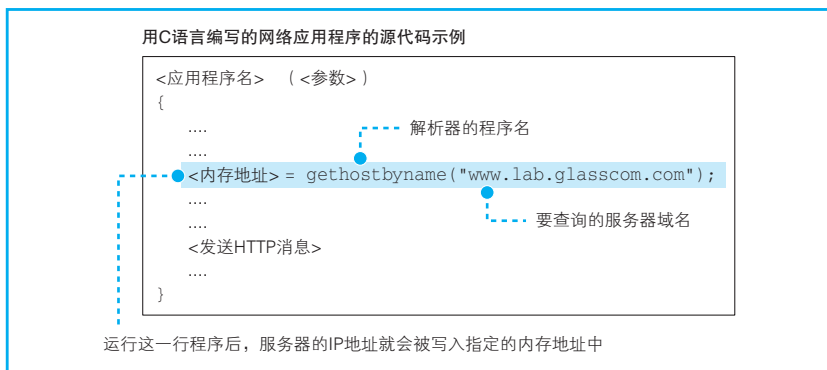 用C语言编写的网络应用程序的源代码示例
<应用程序名> （<参数>）
{
....
解析器的程序名
....
<内存地址> = gethostbyname("www.lab.glasscom.com");
....
要查询的服务器域名
....
<发送HTTP消息>
....
}
运行这一行程序后，服务器的IP地址就会被写入指定的内存地址中